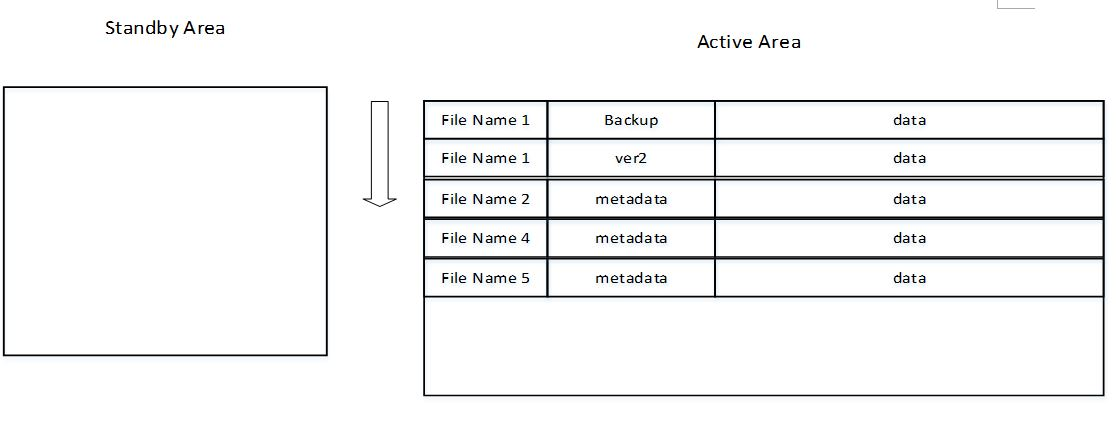 Standby Area
Active Area
File Name 1 Backup data
File Name 1 ver2 data
File Name 2 metadata data
File Name 4 metadata data
File Name 5 metadata data